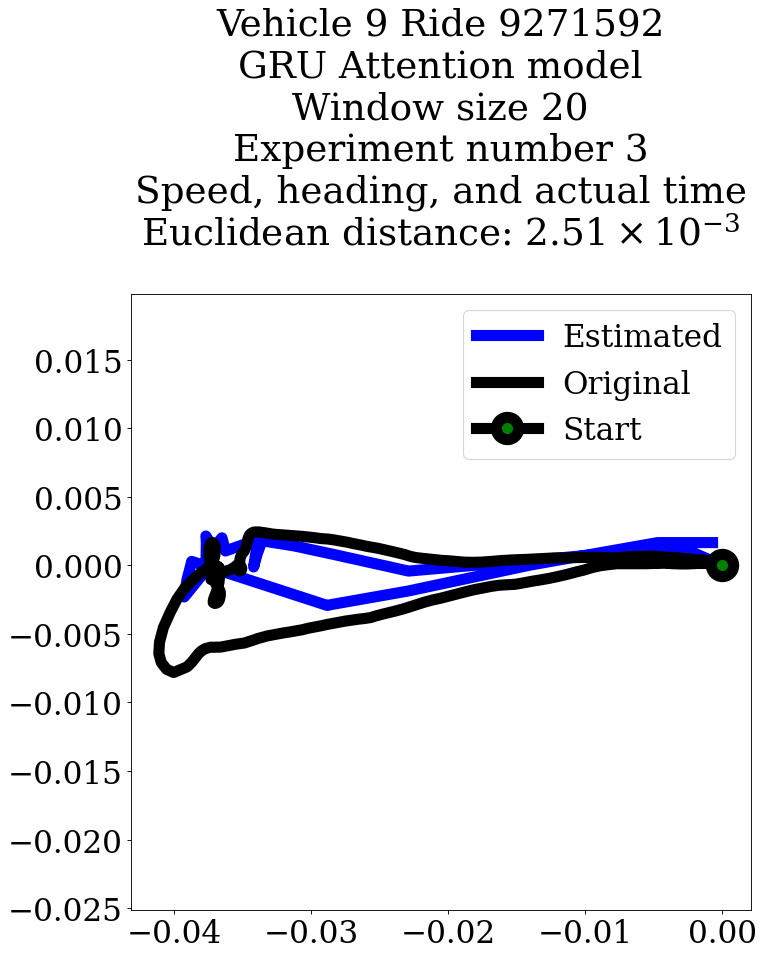 Vehicle 9 Ride 9271592
GRU Attention model
Window size 20
Experiment number 3
Speed, heading, and actual time
Euclidean distance: 2.51 × 10⁻³
Estimated
Original
Start
0.015
0.010
0.005
0.000
−0.005
−0.010
−0.015
−0.020
−0.025
−0.04 −0.03 −0.02 −0.01 0.00